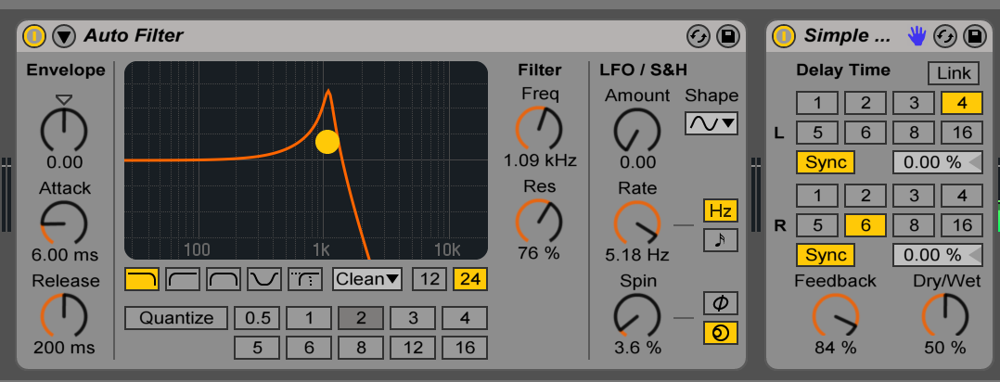 Auto Filter
Envelope
0.00
Attack
6.00 ms
Release
200 ms
100 1k 10k
Clean 12 24
Quantize 0.5 1 2 3 4
5 6 8 12 16
Filter
Freq
1.09 kHz
Res
76 %
LFO / S&H
Amount Shape
0.00
Rate
Hz
5.18 Hz
Spin
3.6 %
Simple ...
Delay Time Link
1 2 3 4
L 5 6 8 16
Sync 0.00 %
1 2 3 4
R 5 6 8 16
Sync 0.00 %
Feedback Dry/Wet
84 % 50 %